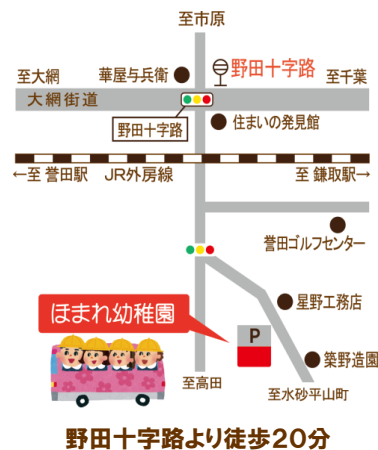 至市原
華屋与兵衛
野田十字路
至大網
至千葉
大網街道
野田十字路
住まいの発見館
←至 誉田駅
JR外房線
至 鎌取駅→
誉田ゴルフセンター
ほまれ幼稚園
星野工務店
P
築野造園
至高田
至水砂平山町
野田十字路より徒歩20分